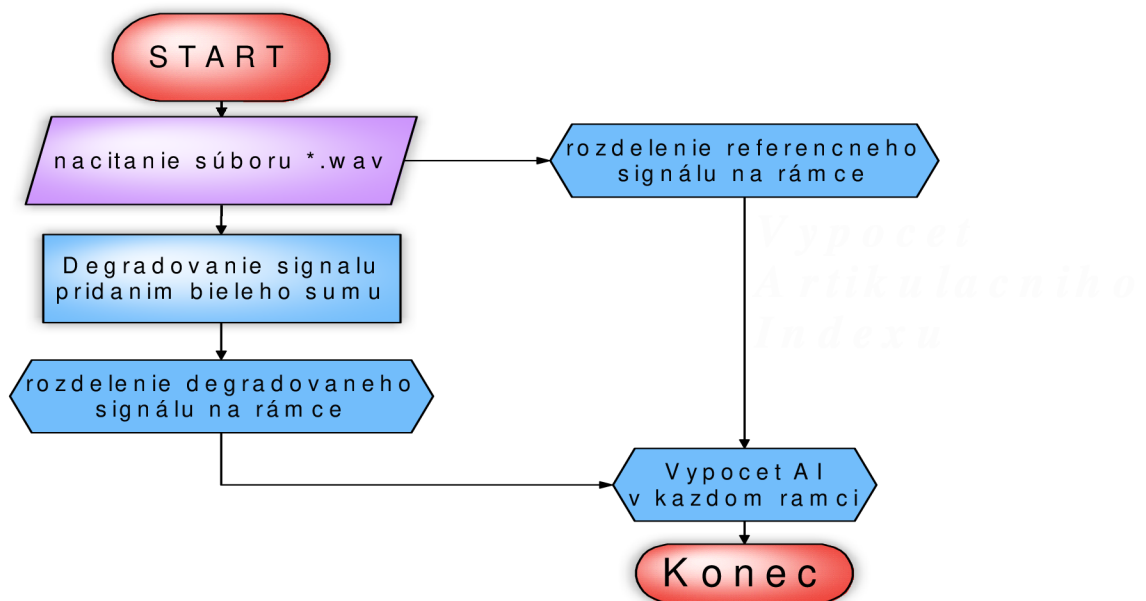 START
nacitanie súboru *.wav
rozdelenie referencneho
signálu na rámce
Vypocet
Artikulacniho
Indexu
Degradovanie signalu
pridanim bieleho sumu
rozdelenie degradovaneho
signálu na rámce
Vypocet AI
v kazdom ramci
Konec